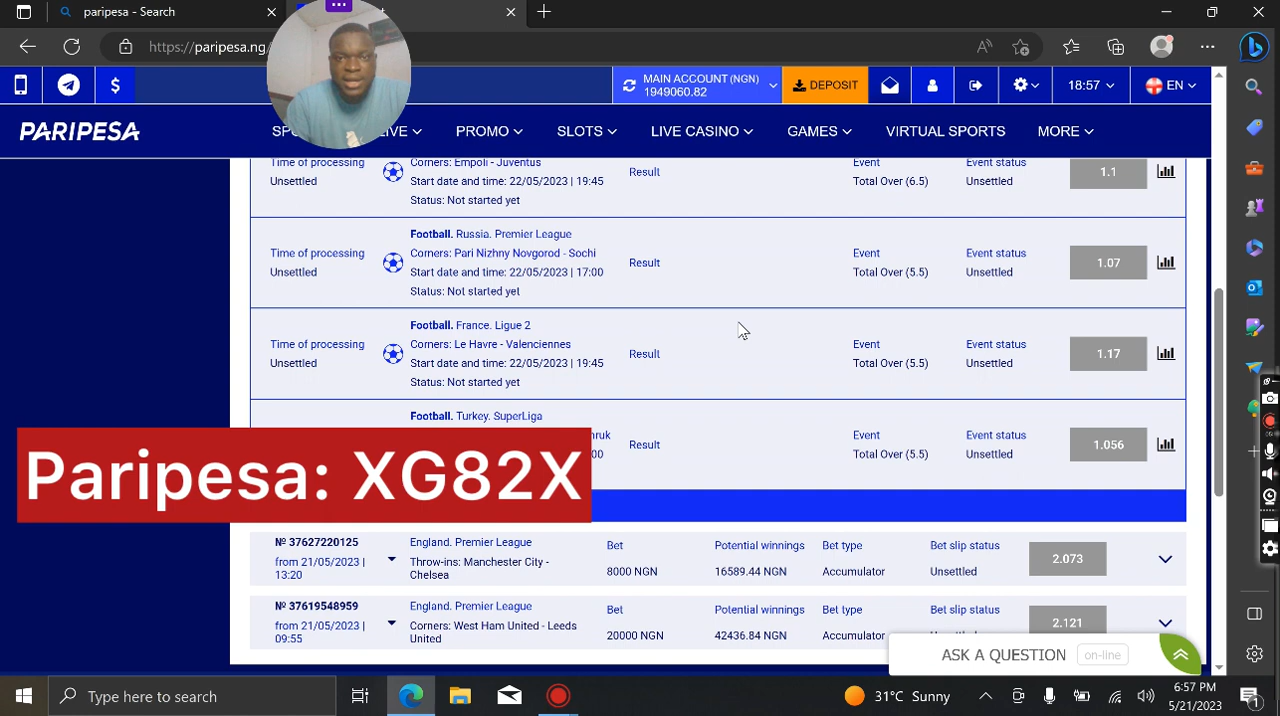 paripesa - Search
https://paripesa.ng
MAIN ACCOUNT (NGN)
1949060.82
DEPOSIT
18:57
EN
PARIPESA
PROMO
SLOTS
LIVE CASINO
GAMES
VIRTUAL SPORTS
MORE
Time of processing
Unsettled
Corners: Empoli - Juventus
Start date and time: 22/05/2023 | 19:45
Status: Not started yet
Result
Event
Total Over (6.5)
Event status
Unsettled
1.1
Time of processing
Unsettled
Football. Russia. Premier League
Corners: Pari Nizhny Novgorod - Sochi
Start date and time: 22/05/2023 | 17:00
Status: Not started yet
Result
Event
Total Over (5.5)
Event status
Unsettled
1.07
Time of processing
Unsettled
Football. France. Ligue 2
Corners: Le Havre - Valenciennes
Start date and time: 22/05/2023 | 19:45
Status: Not started yet
Result
Event
Total Over (5.5)
Event status
Unsettled
1.17
Football. Turkey. SuperLiga
Result
Event
Total Over (5.5)
Event status
Unsettled
1.056
Paripesa: XG82X
№ 37627220125
from 21/05/2023 |
13:20
England. Premier League
Throw-ins: Manchester City -
Chelsea
Bet
8000 NGN
Potential winnings
16589.44 NGN
Bet type
Accumulator
Bet slip status
Unsettled
2.073
№ 37619548959
from 21/05/2023 |
09:55
England. Premier League
Corners: West Ham United - Leeds
United
Bet
20000 NGN
Potential winnings
42436.84 NGN
Bet type
Accumulator
Bet slip status
2.121
ASK A QUESTION
on-line
Type here to search
31°C Sunny
6:57 PM
5/21/2023